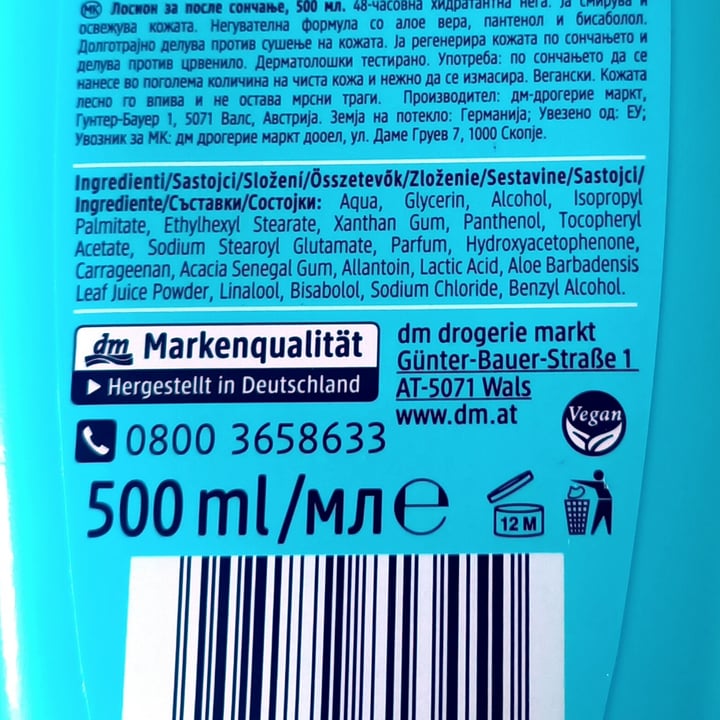 МК Лосион за после сончање, 500 мл. 48-часовна хидратантна нега. Ја смирува и
освежува кожата. Негувателна формула со алое вера, пантенол и бисаболол.
Долготрајно делува против сушење на кожата. Ја регенерира кожата по сончањето и
делува против црвенило. Дерматолошки тестирано. Употреба: по сончањето да се
нанесе во поголема количина на чиста кожа и нежно да се измасира. Вегански. Кожата
лесно го впива и не остава мрсни траги. Производител: дм-дрогерие маркт,
Гунтер-Бауер 1, 5071 Валс, Австрија. Земја на потекло: Германија; Увезено од: ЕУ;
Увозник за МК: дм дрогерие маркт дооел, ул. Даме Груев 7, 1000 Скопје.
Ingredienti/Sastojci/Složení/Összetevők/Zloženie/Sestavine/Sastojci/
Ingrediente/Съставки/Состојки: Aqua, Glycerin, Alcohol, Isopropyl
Palmitate, Ethylhexyl Stearate, Xanthan Gum, Panthenol, Tocopheryl
Acetate, Sodium Stearoyl Glutamate, Parfum, Hydroxyacetophenone,
Carrageenan, Acacia Senegal Gum, Allantoin, Lactic Acid, Aloe Barbadensis
Leaf Juice Powder, Linalool, Bisabolol, Sodium Chloride, Benzyl Alcohol.
dm Markenqualität
Hergestellt in Deutschland
dm drogerie markt
Günter-Bauer-Straße 1
AT-5071 Wals
www.dm.at
Vegan
0800 3658633
500 ml/мл e
12 M